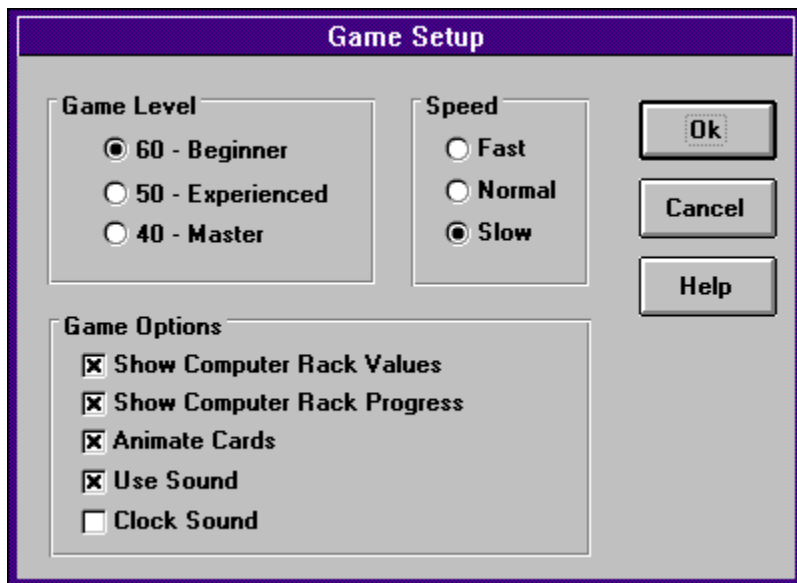 Game Setup
Game Level
60 - Beginner
50 - Experienced
40 - Master
Speed
Fast
Normal
Slow
Ok
Cancel
Help
Game Options
Show Computer Rack Values
Show Computer Rack Progress
Animate Cards
Use Sound
Clock Sound